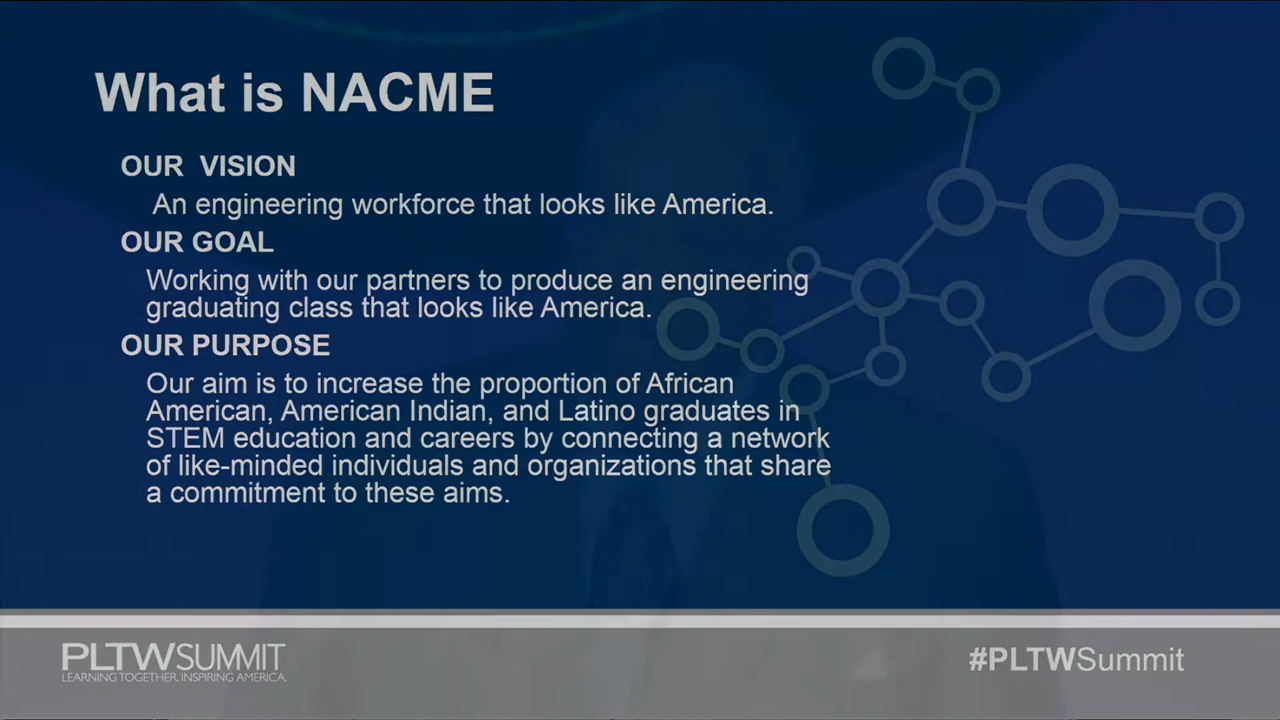 What is NACME
OUR VISION
An engineering workforce that looks like America.
OUR GOAL
Working with our partners to produce an engineering
graduating class that looks like America.
OUR PURPOSE
Our aim is to increase the proportion of African
American, American Indian, and Latino graduates in
STEM education and careers by connecting a network
of like-minded individuals and organizations that share
a commitment to these aims.
PLTWSUMMIT
LEARNING TOGETHER. INSPIRING AMERICA.
#PLTWSummit